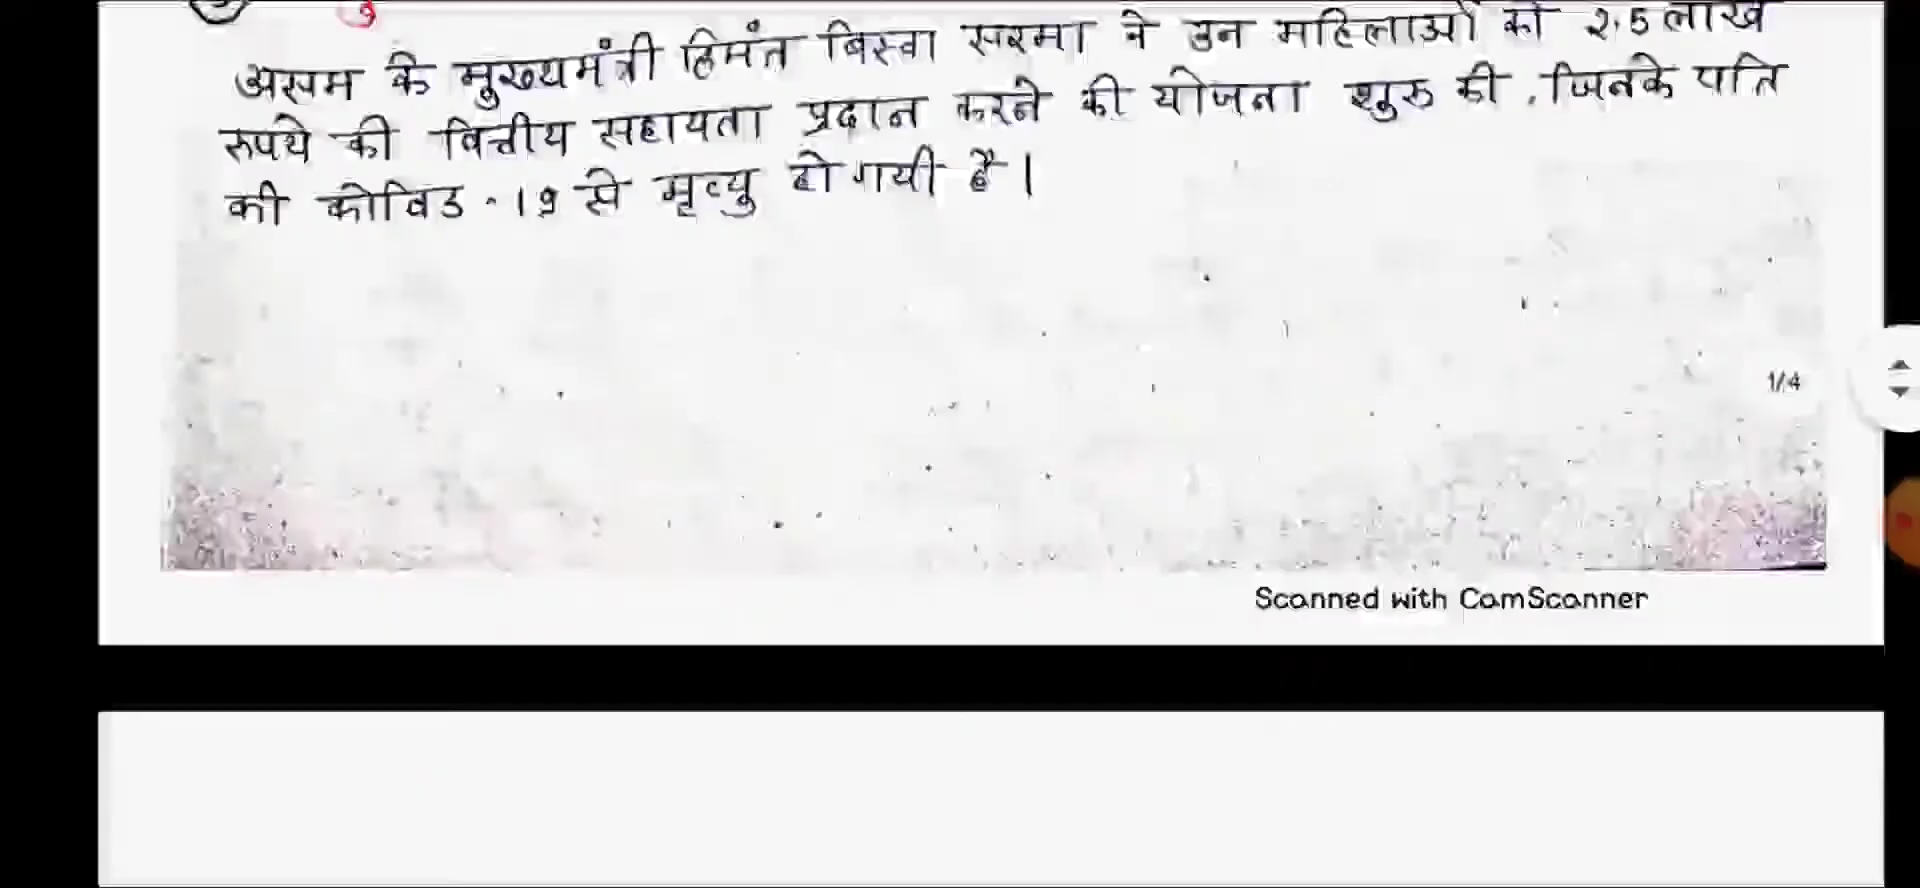 9
असम के मुख्यमंत्री हिमंत बिस्वा सरमा ने उन महिलाओं को 2.5 लाख
रुपये की वित्तीय सहायता प्रदान करने की योजना शुरु की, जिनके पति
की कोविड-19 से मृत्यु हो गयी है।
1/4
Scanned with CamScanner